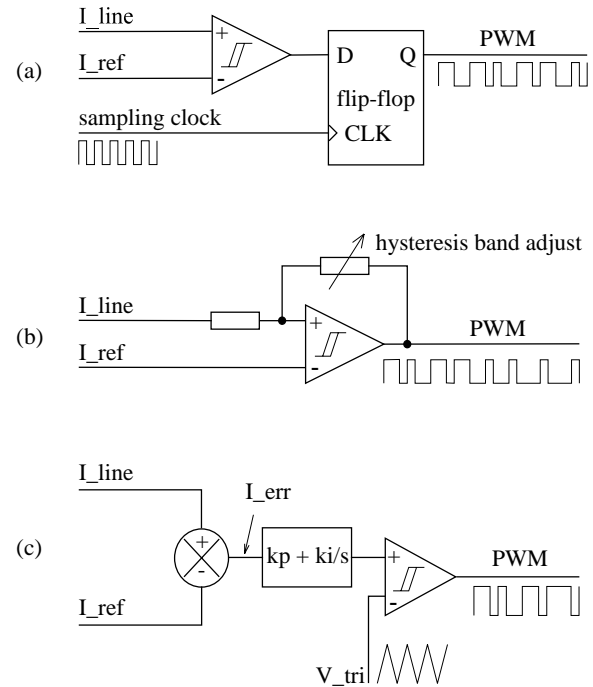 (a)
I_line
+
I_ref
-
D
Q
PWM
flip-flop
sampling clock
CLK
(b)
hysteresis band adjust
I_line
+
PWM
I_ref
-
(c)
I_line
I_err
+
-
kp + ki/s
+
-
PWM
I_ref
V_tri